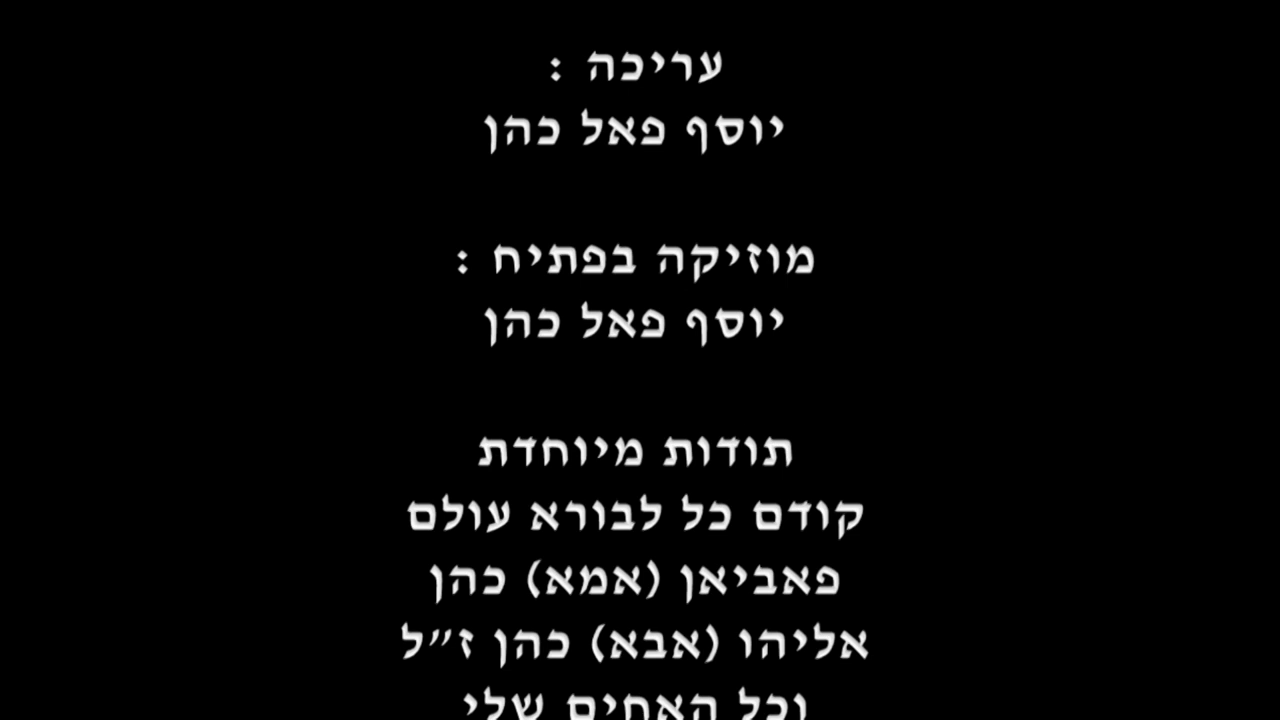 עריכה :
יוסף פאל כהן
מוזיקה בפתיח :
יוסף פאל כהן
תודות מיוחדת
קודם כל לבורא עולם
פאביאן (אמא) כהן
אליהו (אבא) כהן ז״ל
וכל האחים שלי